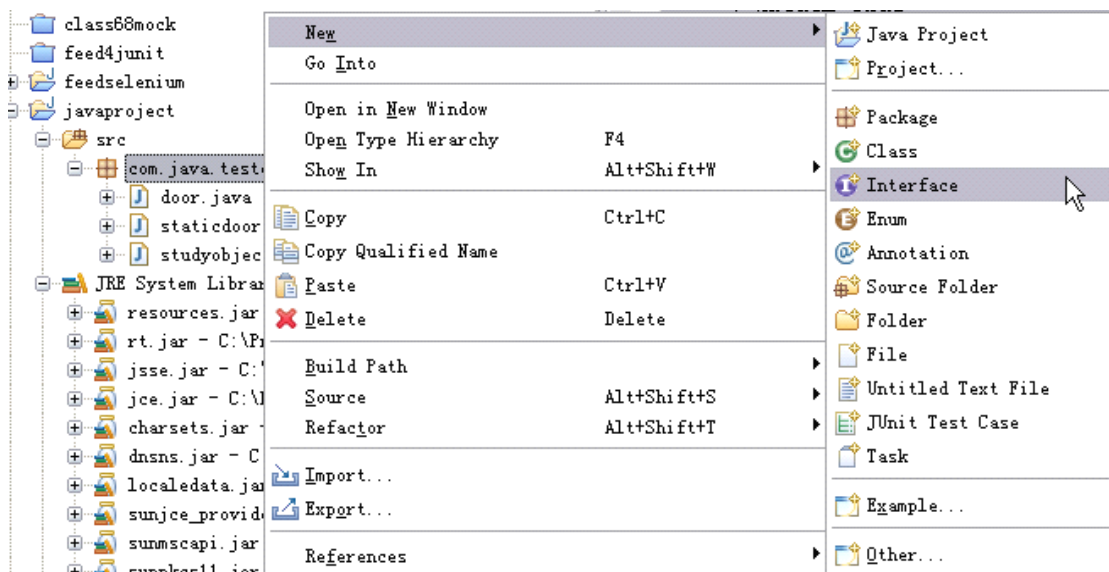 class68mock
feed4junit
feedselenium
javaproject
src
com.java.test
door.java
staticdoor
studyobjec
JRE System Librar
resources.jar
rt.jar - C:\P
jsse.jar - C:
jce.jar - C:\
charsets.jar
dnsns.jar - C
localedata.ja
sunjce_provid
sunmscapi.jar
New
Go Into
Open in New Window
Open Type Hierarchy F4
Show In Alt+Shift+W
Copy Ctrl+C
Copy Qualified Name
Paste Ctrl+V
Delete Delete
Build Path
Source Alt+Shift+S
Refactor Alt+Shift+T
Import...
Export...
References
Java Project
Project...
Package
Class
Interface
Enum
Annotation
Source Folder
Folder
File
Untitled Text File
JUnit Test Case
Task
Example...
Other...